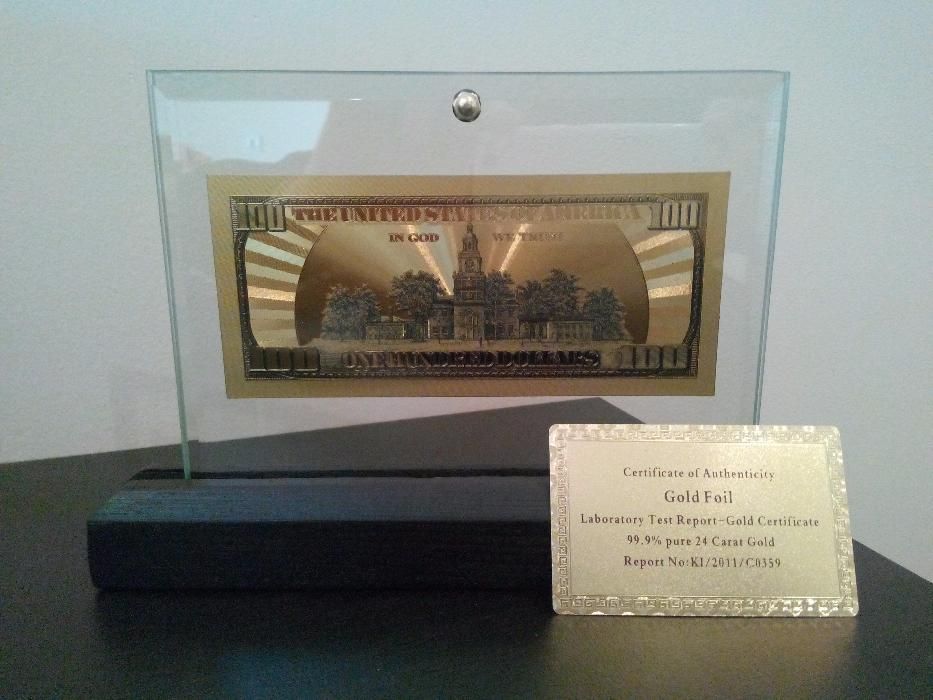 100 THE UNITED STATES OF AMERICA 100
IN GOD WE TRUST
100 ONE HUNDRED DOLLARS 100
Certificate of Authenticity
Gold Foil
Laboratory Test Report-Gold Certificate
99.9% pure 24 Carat Gold
Report No:KI/2011/C0359